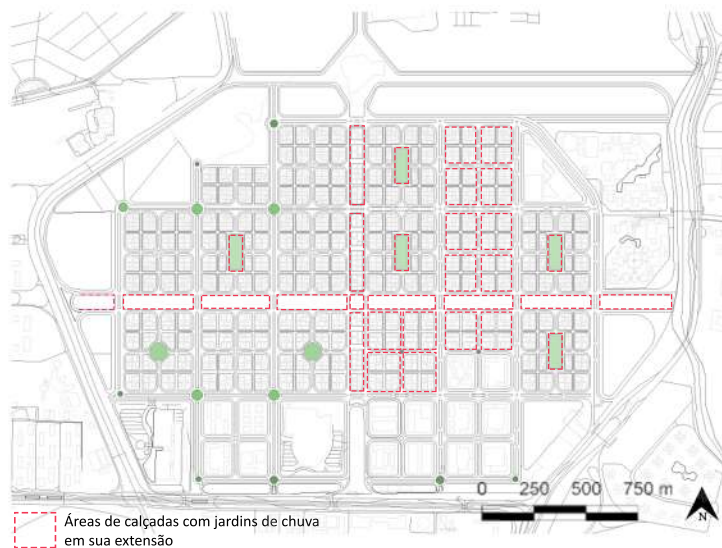 0 250 500 750 m
N
Áreas de calçadas com jardins de chuva
em sua extensão